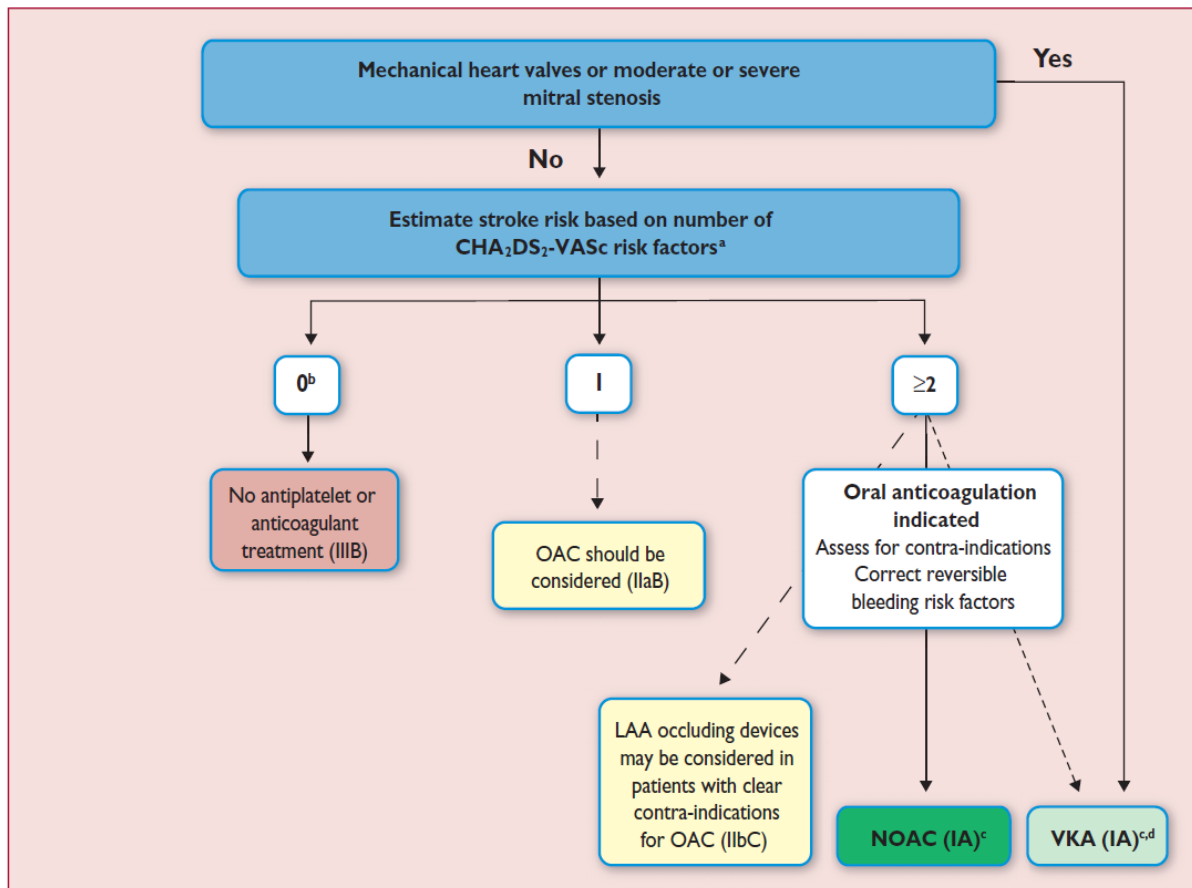 Mechanical heart valves or moderate or severe
mitral stenosis
Yes
No
Estimate stroke risk based on number of
CHA₂DS₂-VASc risk factorsᵃ
0ᵇ
1
≥2
No antiplatelet or
anticoagulant
treatment (IIIB)
OAC should be
considered (IIaB)
Oral anticoagulation
indicated
Assess for contra-indications
Correct reversible
bleeding risk factors
LAA occluding devices
may be considered in
patients with clear
contra-indications
for OAC (IIbC)
NOAC (IA)ᶜ
VKA (IA)ᶜ,ᵈ